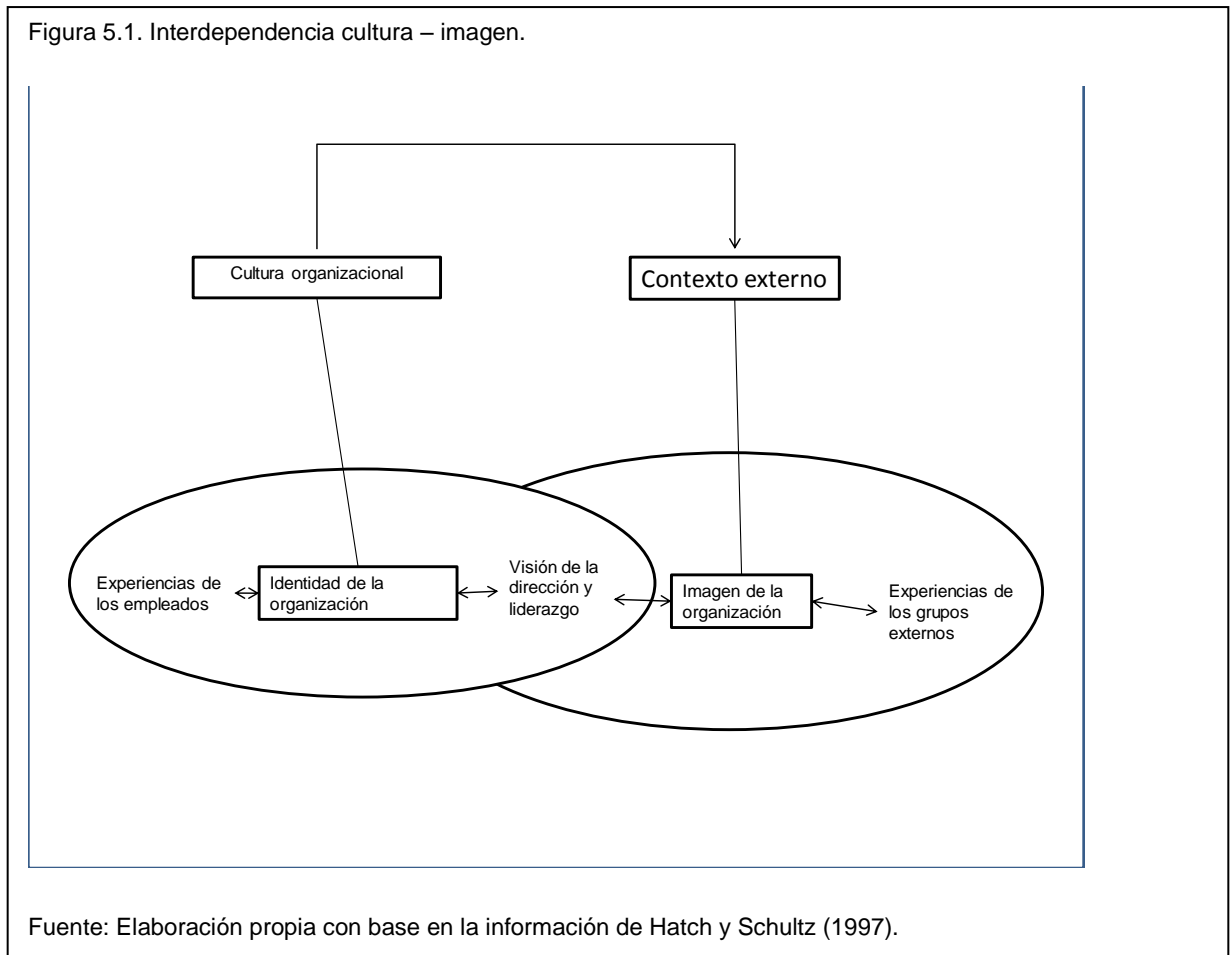 Figura 5.1. Interdependencia cultura – imagen.
Cultura organizacional
Contexto externo
Experiencias de
los empleados
Identidad de la
organización
Visión de la
dirección y
liderazgo
Imagen de la
organización
Experiencias de
los grupos
externos
Fuente: Elaboración propia con base en la información de Hatch y Schultz (1997).